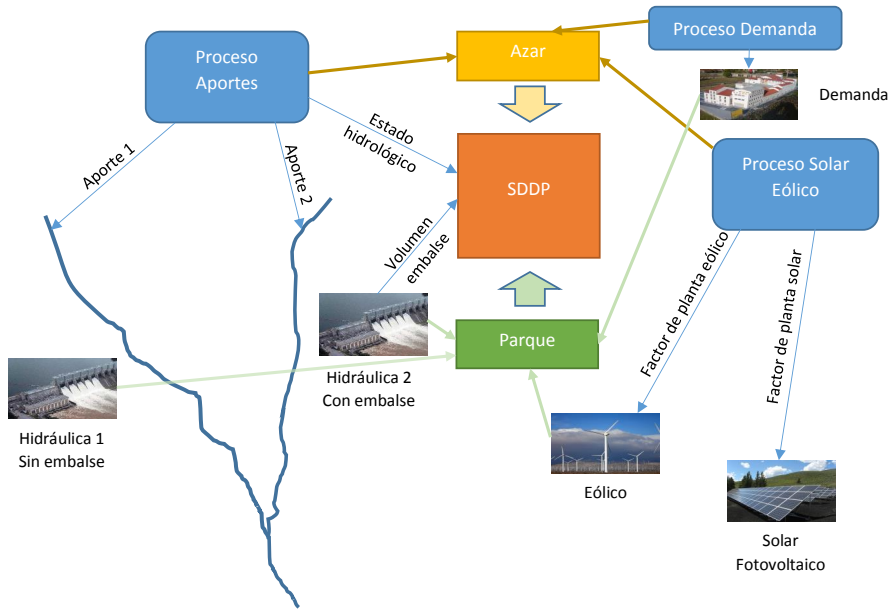 Proceso
Aportes
Azar
Proceso Demanda
Demanda
Estado
hidrológico
Aporte 1
Aporte 2
SDDP
Proceso Solar
Eólico
Volumen
embalse
Factor de planta eólico
Factor de planta solar
Parque
Hidráulica 2
Con embalse
Hidráulica 1
Sin embalse
Eólico
Solar
Fotovoltaico